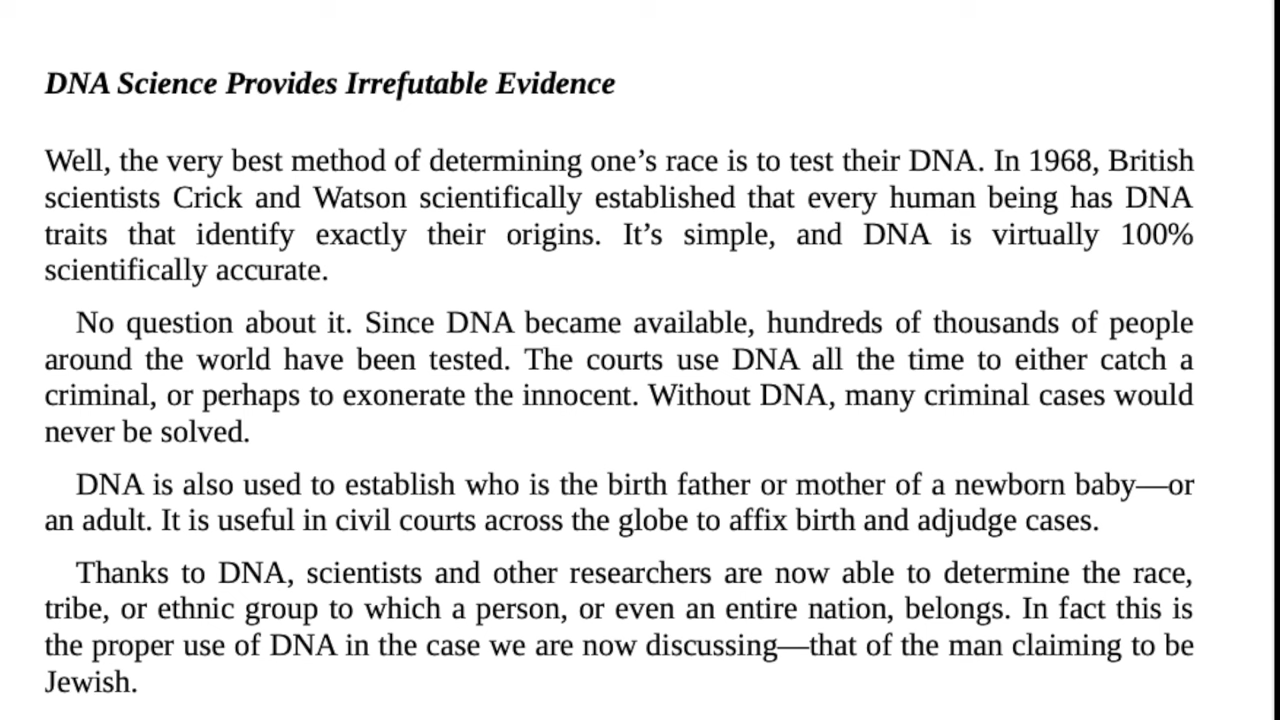 DNA Science Provides Irrefutable Evidence
Well, the very best method of determining one’s race is to test their DNA. In 1968, British
scientists Crick and Watson scientifically established that every human being has DNA
traits that identify exactly their origins. It’s simple, and DNA is virtually 100%
scientifically accurate.
No question about it. Since DNA became available, hundreds of thousands of people
around the world have been tested. The courts use DNA all the time to either catch a
criminal, or perhaps to exonerate the innocent. Without DNA, many criminal cases would
never be solved.
DNA is also used to establish who is the birth father or mother of a newborn baby—or
an adult. It is useful in civil courts across the globe to affix birth and adjudge cases.
Thanks to DNA, scientists and other researchers are now able to determine the race,
tribe, or ethnic group to which a person, or even an entire nation, belongs. In fact this is
the proper use of DNA in the case we are now discussing—that of the man claiming to be
Jewish.